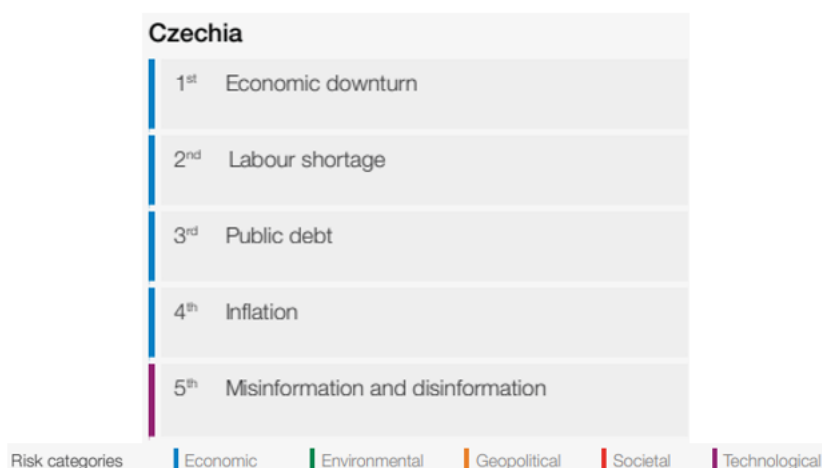 Czechia
1st Economic downturn
2nd Labour shortage
3rd Public debt
4th Inflation
5th Misinformation and disinformation
Risk categories Economic Environmental Geopolitical Societal Technological